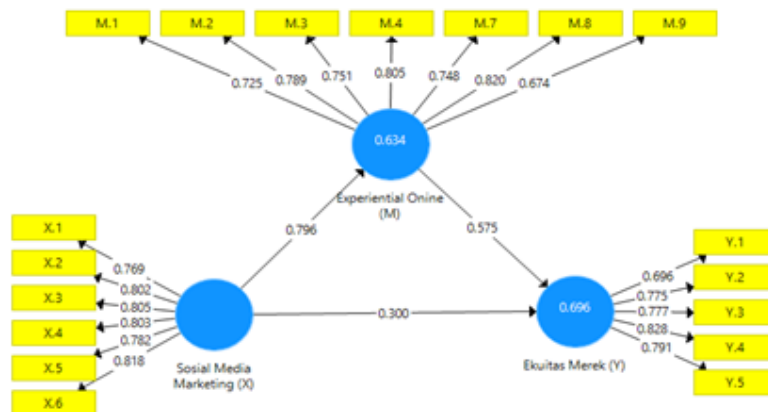 M.1 M.2 M.3 M.4 M.7 M.8 M.9
0.725 0.789 0.751 0.805 0.748 0.820 0.674
0.634
Experiential Onine
(M)
0.796
0.575
X.1
X.2
X.3
X.4
X.5
X.6
0.769
0.802
0.805
0.803
0.782
0.818
Sosial Media
Marketing (X)
0.300
0.696
Ekuitas Merek (Y)
0.696
0.775
0.777
0.828
0.791
Y.1
Y.2
Y.3
Y.4
Y.5